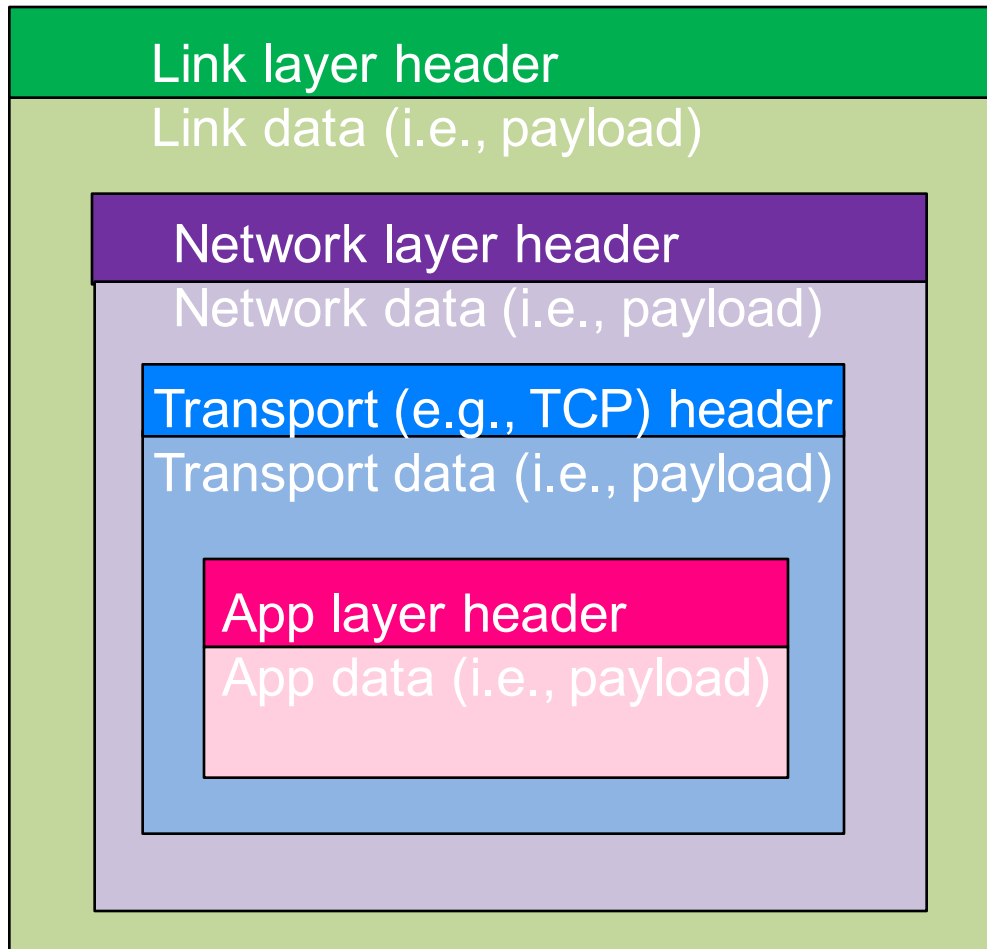 Link layer header
Link data (i.e., payload)
Network layer header
Network data (i.e., payload)
Transport (e.g., TCP) header
Transport data (i.e., payload)
App layer header
App data (i.e., payload)